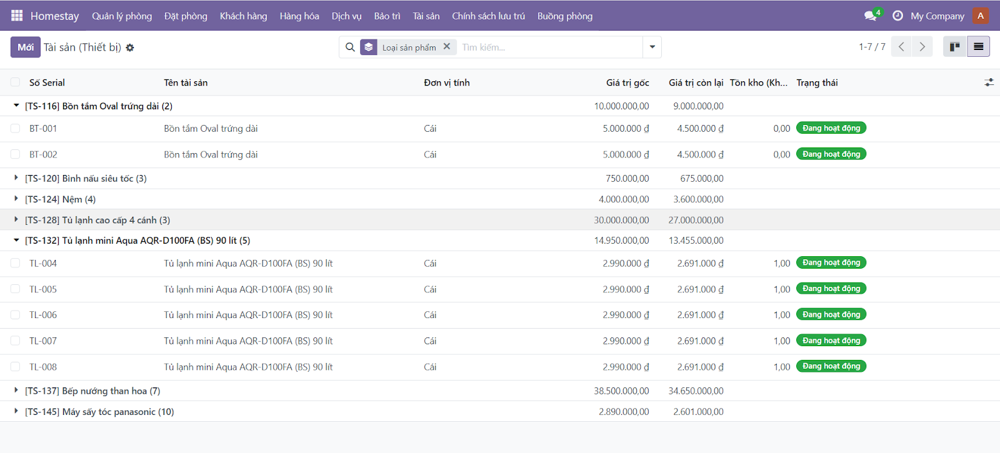 Homestay Quản lý phòng Đặt phòng Khách hàng Hàng hóa Dịch vụ Bảo trì Tài sản Chính sách lưu trú Buồng phòng 4 My Company A
Mới Tài sản (Thiết bị) Loại sản phẩm Tìm kiếm... 1-7 / 7
Số Serial Tên tài sản Đơn vị tính Giá trị gốc Giá trị còn lại Tồn kho (Kh... Trạng thái
[TS-116] Bồn tắm Oval trứng dài (2) 10.000.000,00 9.000.000,00
BT-001 Bồn tắm Oval trứng dài Cái 5.000.000 ₫ 4.500.000 ₫ 0,00 Đang hoạt động
BT-002 Bồn tắm Oval trứng dài Cái 5.000.000 ₫ 4.500.000 ₫ 0,00 Đang hoạt động
[TS-120] Bình nấu siêu tốc (3) 750.000,00 675.000,00
[TS-124] Nệm (4) 4.000.000,00 3.600.000,00
[TS-128] Tủ lạnh cao cấp 4 cánh (3) 30.000.000,00 27.000.000,00
[TS-132] Tủ lạnh mini Aqua AQR-D100FA (BS) 90 lít (5) 14.950.000,00 13.455.000,00
TL-004 Tủ lạnh mini Aqua AQR-D100FA (BS) 90 lít Cái 2.990.000 ₫ 2.691.000 ₫ 1,00 Đang hoạt động
TL-005 Tủ lạnh mini Aqua AQR-D100FA (BS) 90 lít Cái 2.990.000 ₫ 2.691.000 ₫ 1,00 Đang hoạt động
TL-006 Tủ lạnh mini Aqua AQR-D100FA (BS) 90 lít Cái 2.990.000 ₫ 2.691.000 ₫ 1,00 Đang hoạt động
TL-007 Tủ lạnh mini Aqua AQR-D100FA (BS) 90 lít Cái 2.990.000 ₫ 2.691.000 ₫ 1,00 Đang hoạt động
TL-008 Tủ lạnh mini Aqua AQR-D100FA (BS) 90 lít Cái 2.990.000 ₫ 2.691.000 ₫ 1,00 Đang hoạt động
[TS-137] Bếp nướng than hoa (7) 38.500.000,00 34.650.000,00
[TS-145] Máy sấy tóc panasonic (10) 2.890.000,00 2.601.000,00